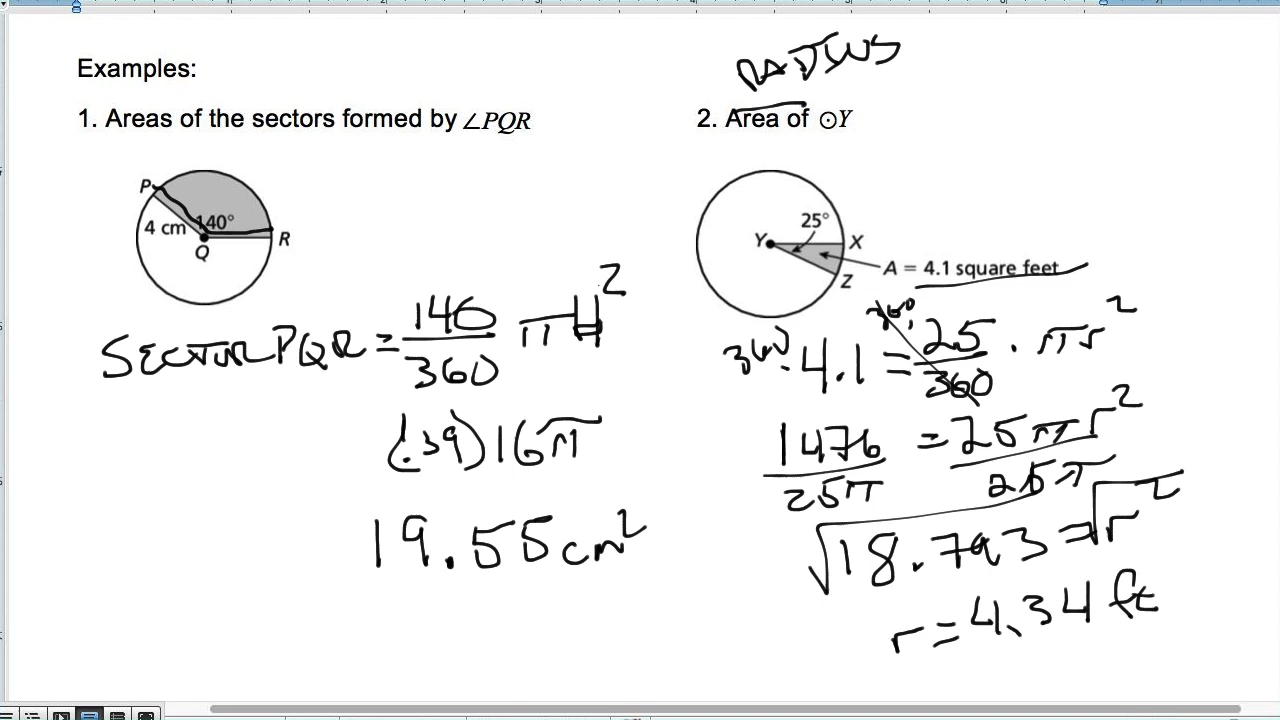 Examples:
1. Areas of the sectors formed by ∠PQR
P
140°
4 cm
R
Q
SECTOR PQR = 140/360 π4²
(.39)16π
19.55 cm²
RADIUS
2. Area of ⊙Y
25°
Y
X
A = 4.1 square feet
Z
360.
360 · 4.1 = 25/360 · πr²
1476/25π = 25πr²/25π
√18.793 = √r²
r = 4.34 ft